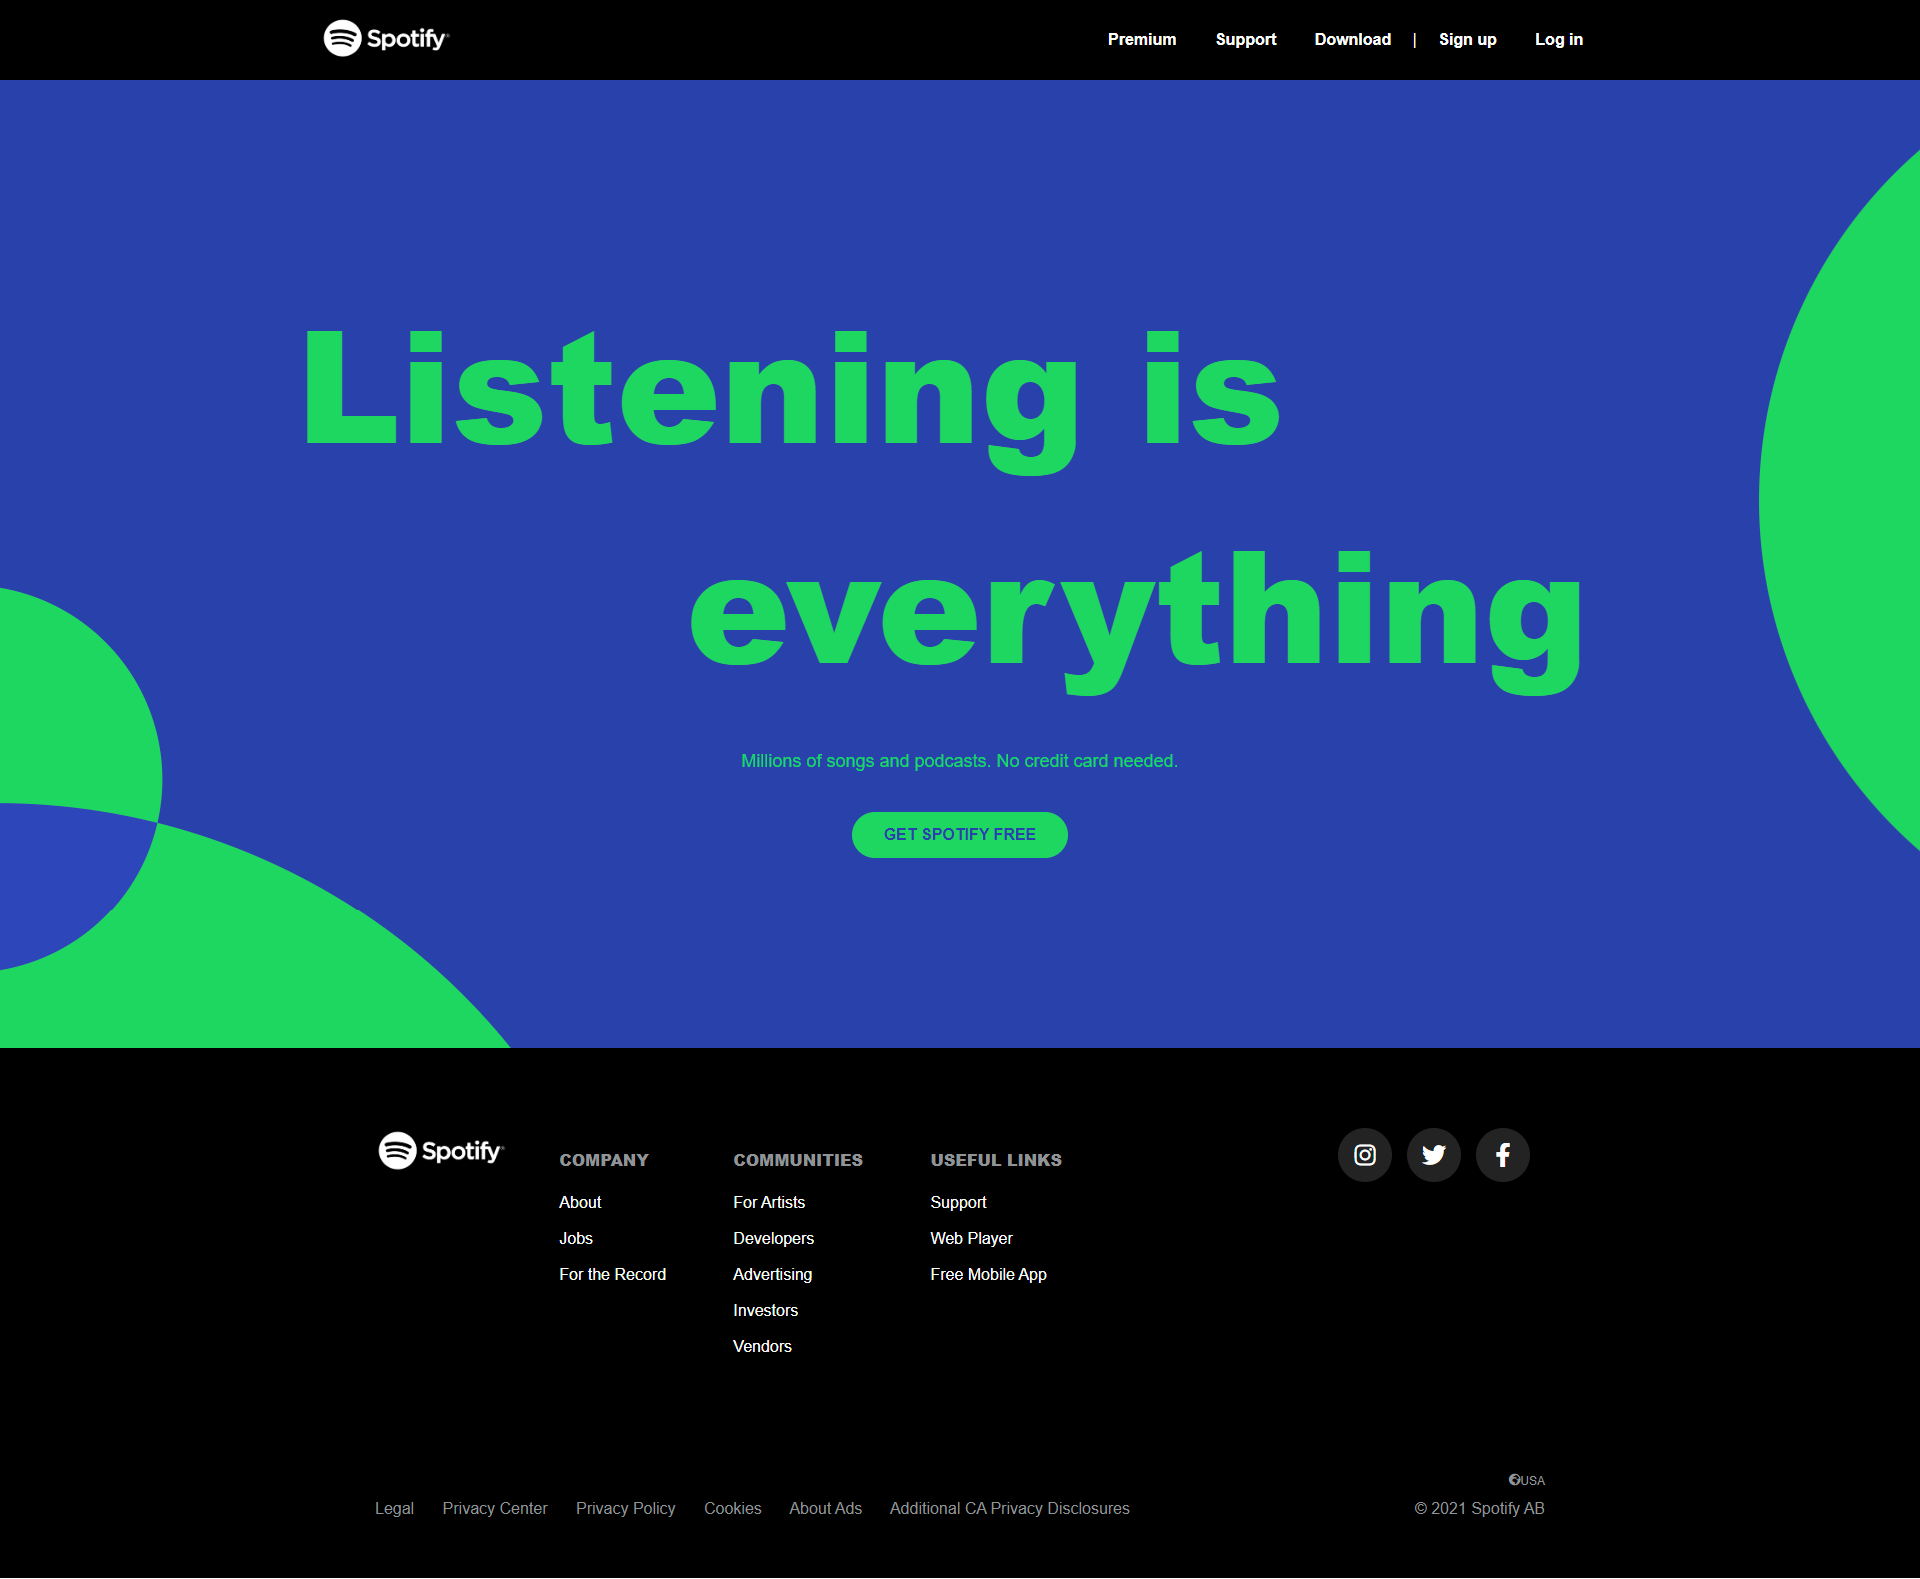 Spotify
Premium Support Download | Sign up Log in
Listening is
everything
Millions of songs and podcasts. No credit card needed.
GET SPOTIFY FREE
Spotify
COMPANY
About
Jobs
For the Record
COMMUNITIES
For Artists
Developers
Advertising
Investors
Vendors
USEFUL LINKS
Support
Web Player
Free Mobile App
USA
Legal Privacy Center Privacy Policy Cookies About Ads Additional CA Privacy Disclosures
© 2021 Spotify AB